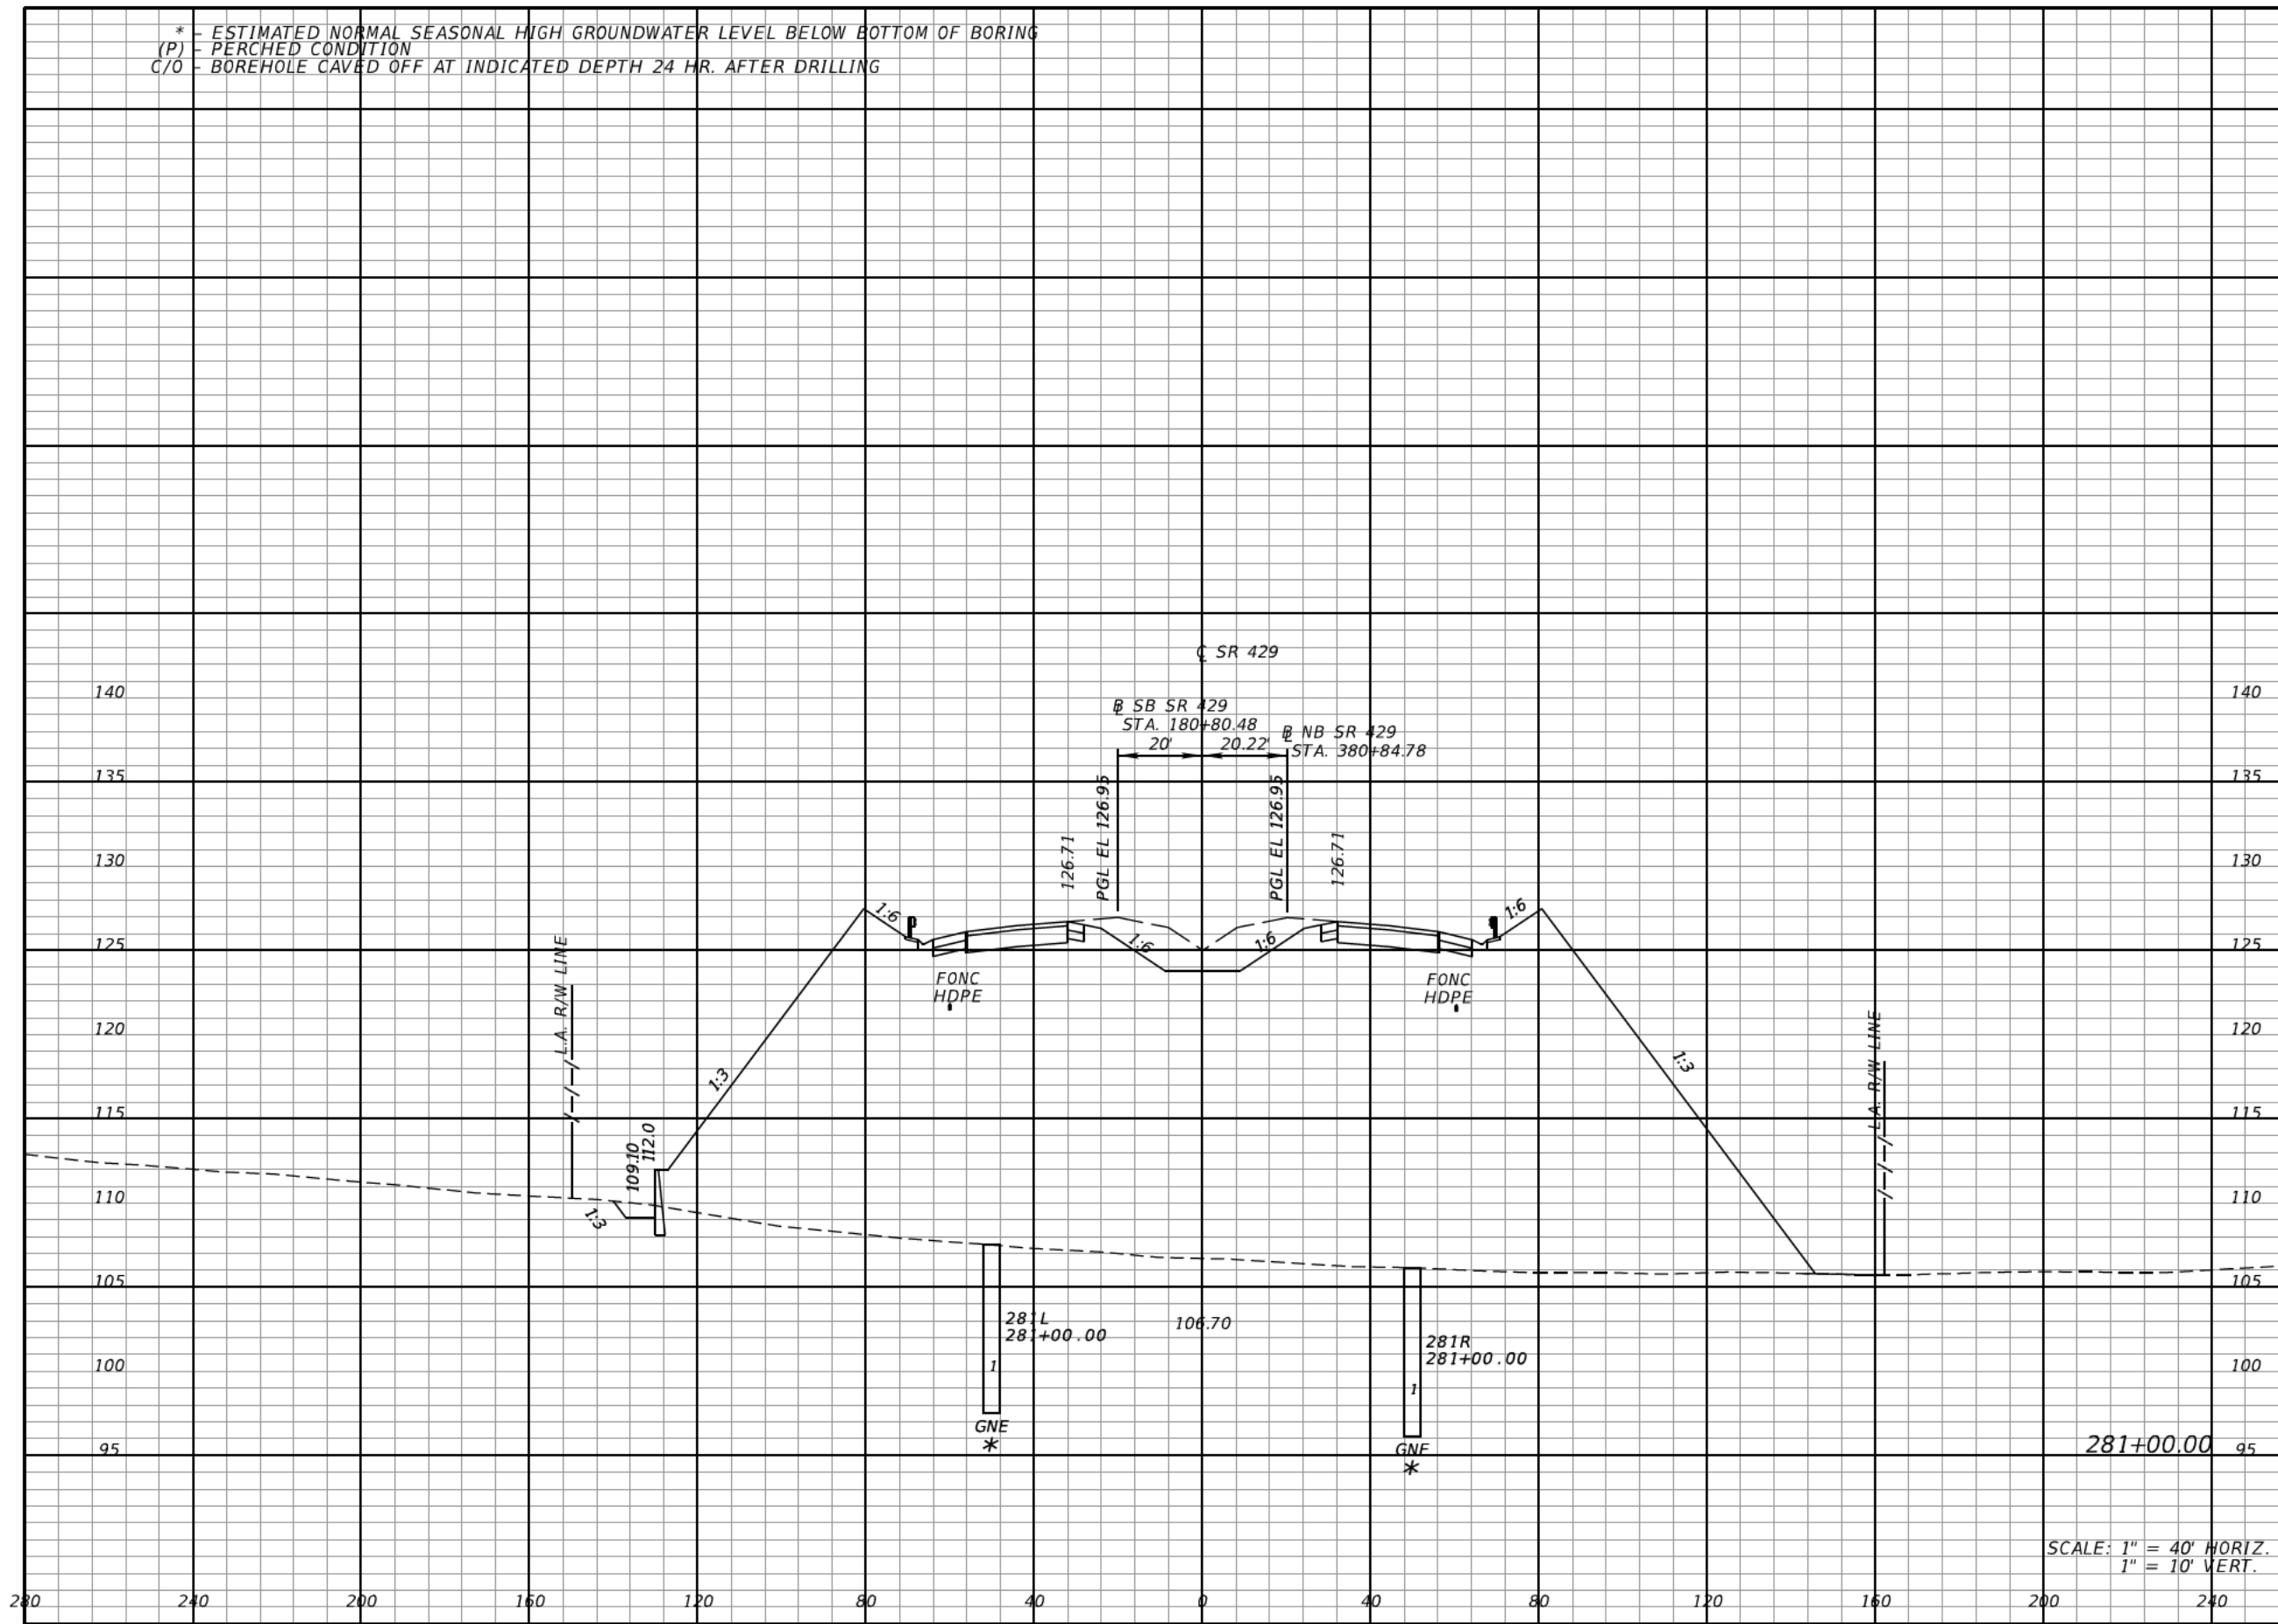 * – ESTIMATED NORMAL SEASONAL HIGH GROUNDWATER LEVEL BELOW BOTTOM OF BORING
(P) – PERCHED CONDITION
C/O – BOREHOLE CAVED OFF AT INDICATED DEPTH 24 HR. AFTER DRILLING
℄ SR 429
140
140
B̵L SB SR 429
STA. 180+80.48
20'
20.22'
B̵L NB SR 429
STA. 380+84.78
135
135
126.71
PGL EL 126.95
PGL EL 126.95
126.71
130
130
1:6
1:6
1:6
1:6
125
125
L.A. R/W LINE
FONC
HDPE
FONC
HDPE
120
120
L.A. R/W LINE
1:3
1:3
115
115
109.10
112.0
110
110
1:3
105
105
281L
281+00.00
106.70
281R
281+00.00
100
1
1
100
GNE
*
GNE
*
95
281+00.00
95
SCALE: 1" = 40' HORIZ.
1" = 10' VERT.
280
240
200
160
120
80
40
0
40
80
120
160
200
240